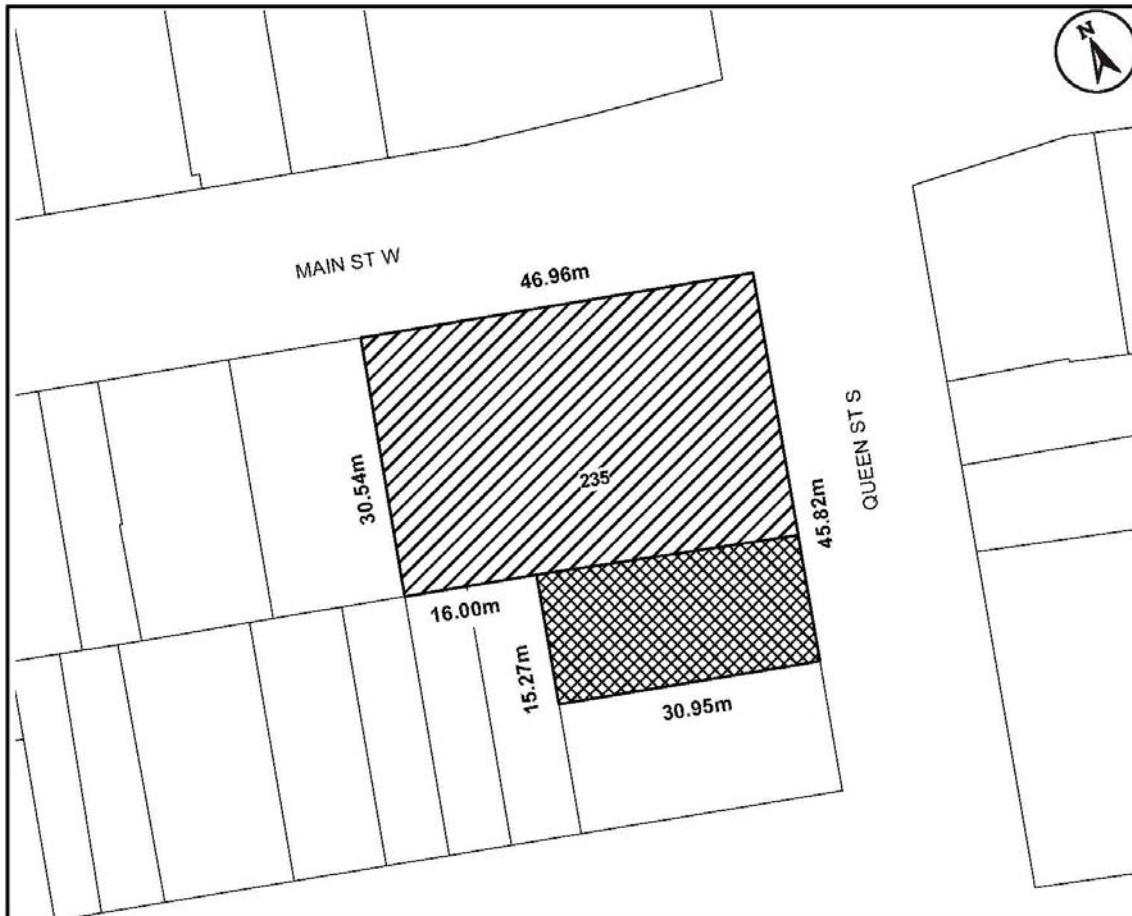 N
MAIN ST W
46.96m
30.54m
235
QUEEN ST S
45.82m
16.00m
15.27m
30.95m